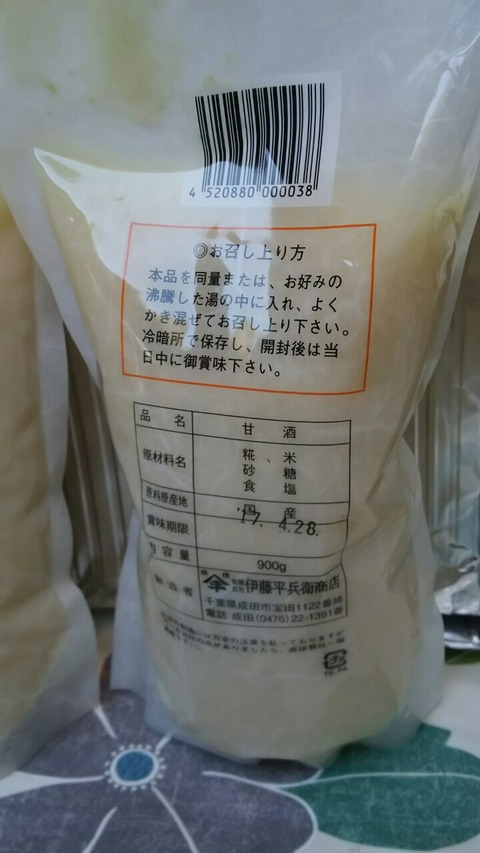 4 520880 000038
◎お召し上り方
本品を同量または、お好みの
沸騰した湯の中に入れ、よく
かき混ぜてお召し上り下さい。
冷暗所で保存し、開封後は当
日中に御賞味下さい。
品名 甘酒
原材料名 糀、米
砂糖
食塩
原料原産地 国産
賞味期限 '17. 4.28.
内容量 900g
製造者 有限会社 伊藤平兵衛商店
千葉県成田市宝田1122番地
電話 成田(0476)22-1391番